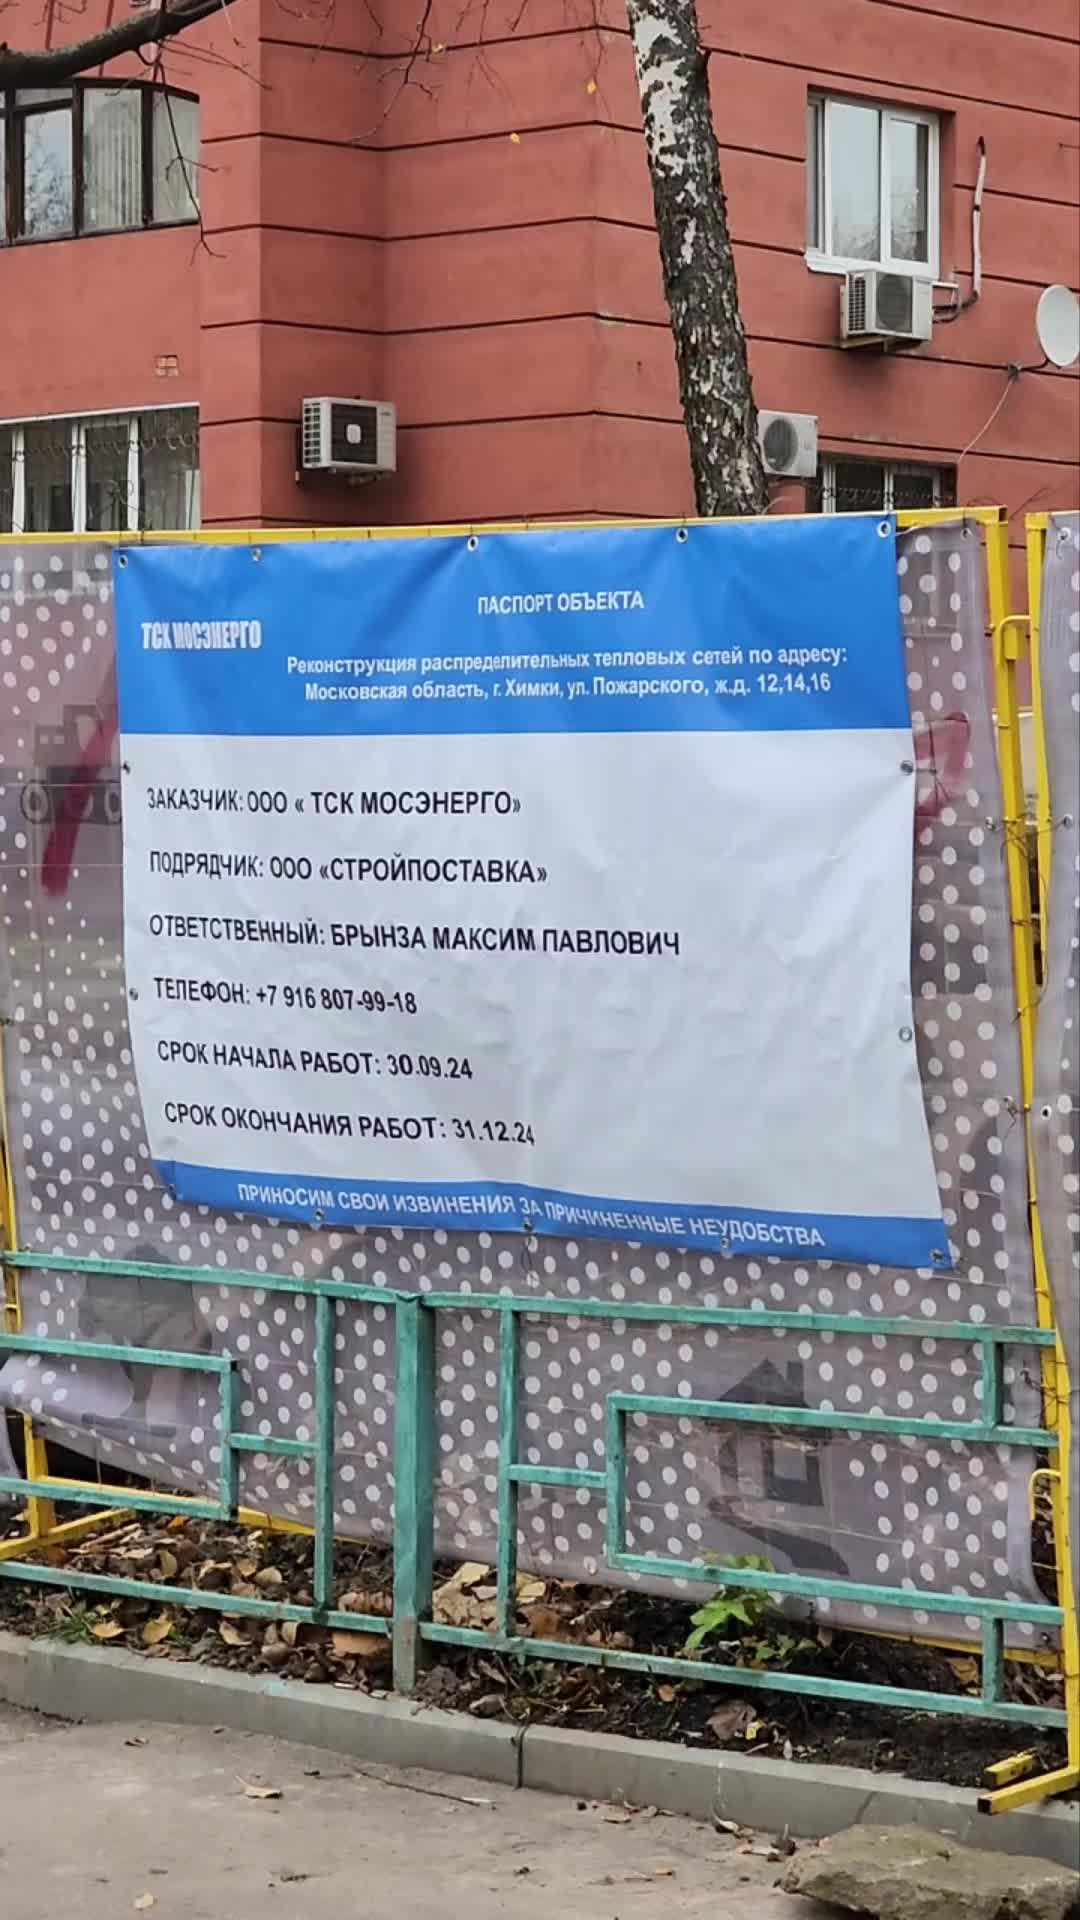 ПАСПОРТ ОБЪЕКТА
ТСК МОСЭНЕРГО
Реконструкция распределительных тепловых сетей по адресу:
Московская область, г. Химки, ул. Пожарского, ж.д. 12,14,16
ЗАКАЗЧИК: ООО « ТСК МОСЭНЕРГО»
ПОДРЯДЧИК: ООО «СТРОЙПОСТАВКА»
ОТВЕТСТВЕННЫЙ: БРЫНЗА МАКСИМ ПАВЛОВИЧ
ТЕЛЕФОН: +7 916 807-99-18
СРОК НАЧАЛА РАБОТ: 30.09.24
СРОК ОКОНЧАНИЯ РАБОТ: 31.12.24
ПРИНОСИМ СВОИ ИЗВИНЕНИЯ ЗА ПРИЧИНЕННЫЕ НЕУДОБСТВА